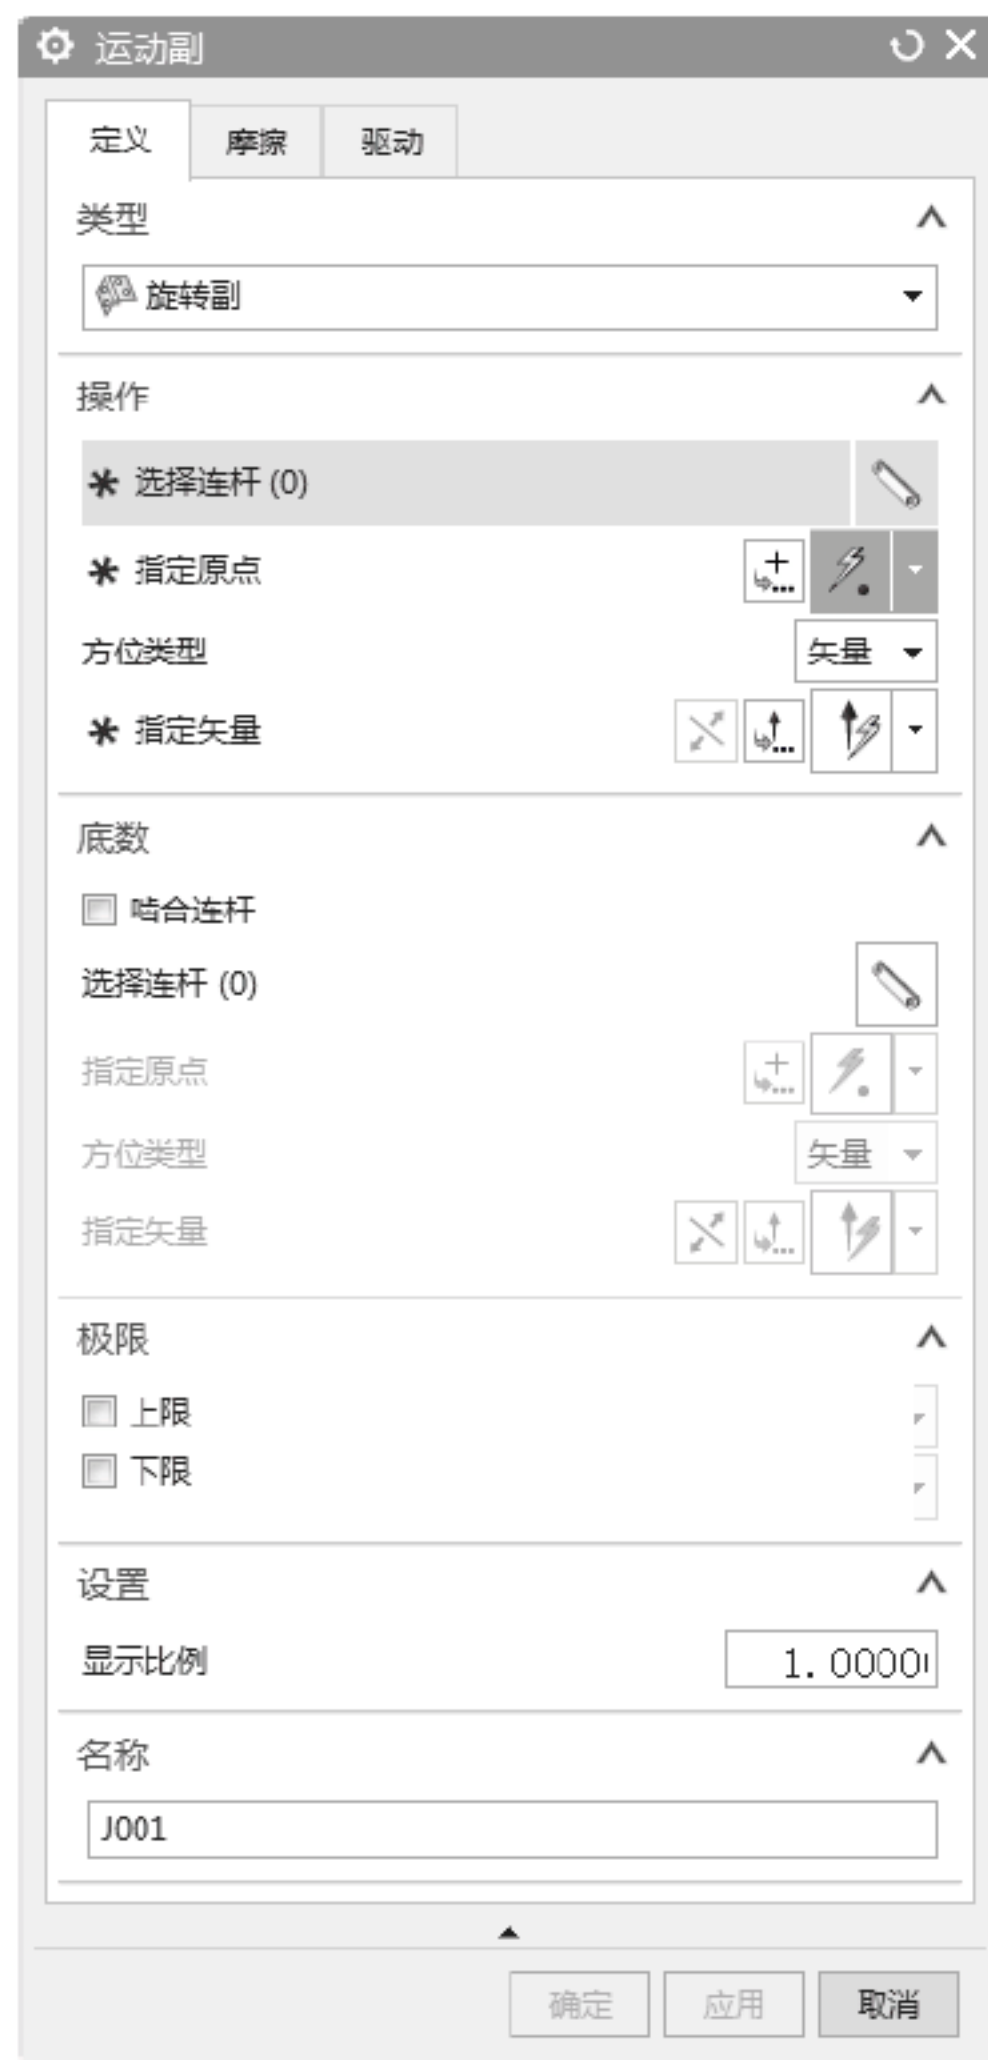 运动副
定义 摩擦 驱动
类型
旋转副
操作
* 选择连杆 (0)
* 指定原点
方位类型 矢量
* 指定矢量
底数
啮合连杆
选择连杆 (0)
指定原点
方位类型 矢量
指定矢量
极限
上限
下限
设置
显示比例 1.0000
名称
J001
确定 应用 取消